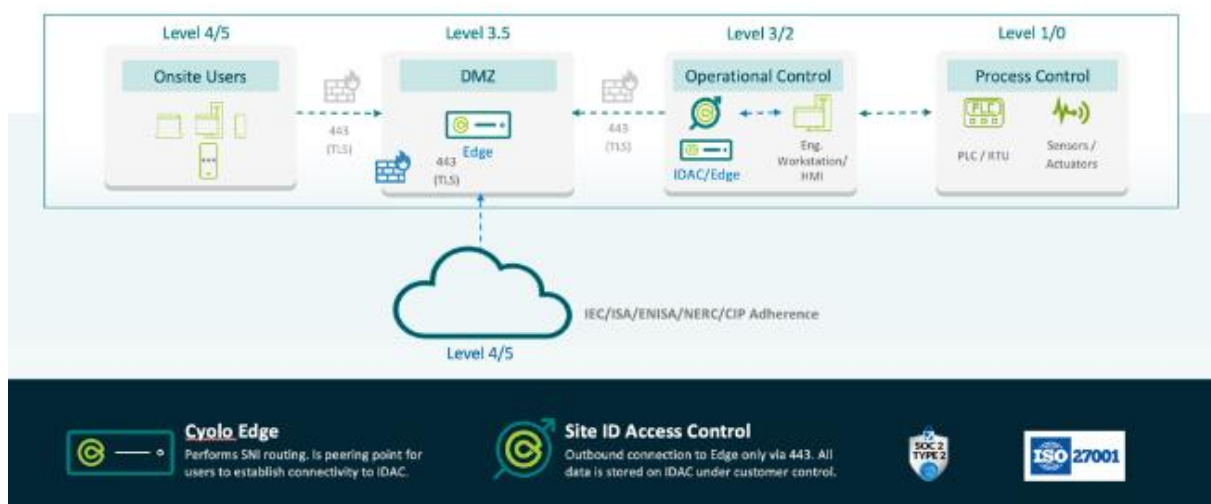 Level 4/5
Level 3.5
Level 3/2
Level 1/0
Onsite Users
DMZ
Operational Control
Process Control
443
(TLS)
Edge
443
(TLS)
443
(TLS)
IDAC/Edge
Eng.
Workstation/
HMI
PLC
PLC / RTU
Sensors /
Actuators
IEC/ISA/ENISA/NERC/CIP Adherence
Level 4/5
Cyolo Edge
Performs SNI routing. Is peering point for
users to establish connectivity to IDAC.
Site ID Access Control
Outbound connection to Edge only via 443. All
data is stored on IDAC under customer control.
SOC 2
TYPE 2
ISO 27001